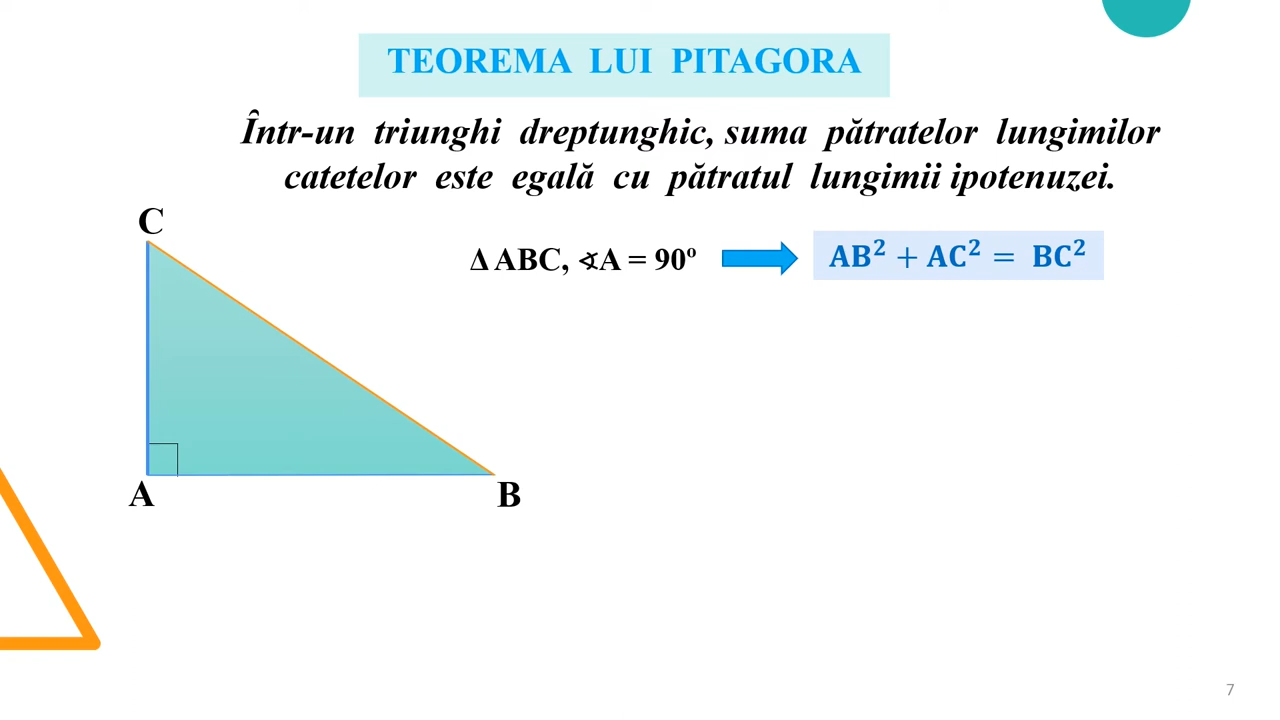 TEOREMA LUI PITAGORA
Într-un triunghi dreptunghic, suma pătratelor lungimilor
catetelor este egală cu pătratul lungimii ipotenuzei.
C
Δ ABC, ∢A = 90º
AB² + AC² = BC²
A
B
7